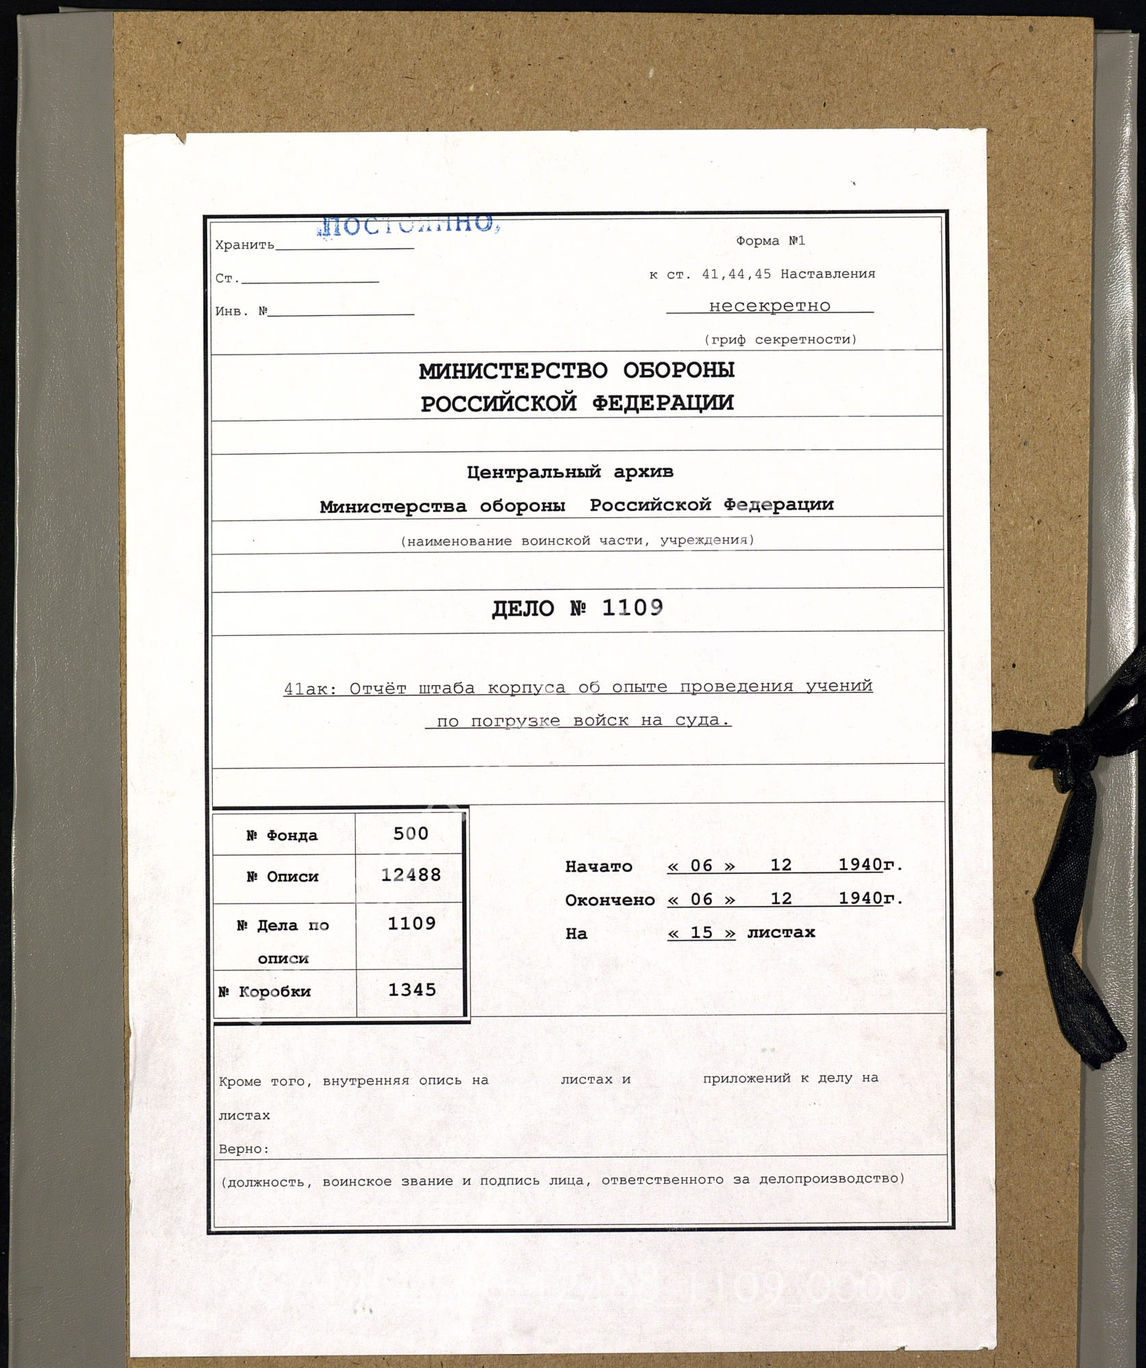 Хранить ПОСТОЯННО,
Форма №1
Ст.
к ст. 41,44,45 Наставления
Инв. №
несекретно
(гриф секретности)
МИНИСТЕРСТВО ОБОРОНЫ
РОССИЙСКОЙ ФЕДЕРАЦИИ
Центральный архив
Министерства обороны Российской Федерации
(наименование воинской части, учреждения)
ДЕЛО № 1109
41ак: Отчёт штаба корпуса об опыте проведения учений
по погрузке войск на суда.
№ Фонда 500
№ Описи 12488
№ Дела по 1109
описи
№ Коробки 1345
Начато « 06 » 12 1940г.
Окончено « 06 » 12 1940г.
На « 15 » листах
Кроме того, внутренняя опись на листах и приложений к делу на
листах
Верно:
(должность, воинское звание и подпись лица, ответственного за делопроизводство)